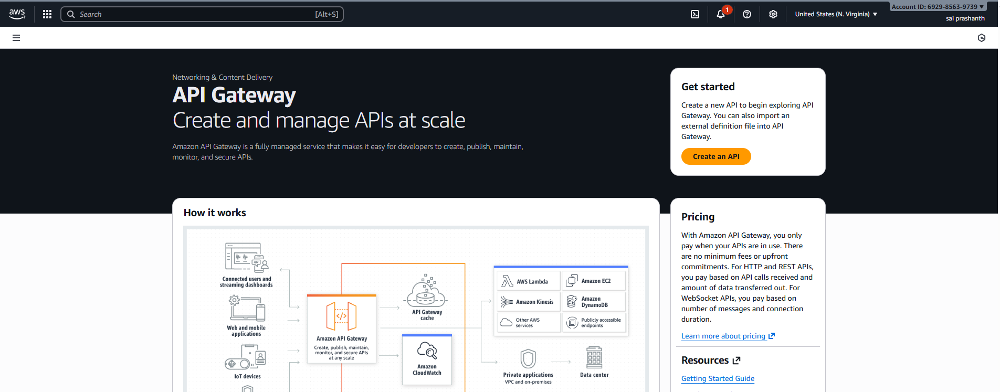 aws
Search
[Alt+S]
1
United States (N. Virginia)
Account ID: 6929-8563-9739
sai prashanth
Networking & Content Delivery
API Gateway
Create and manage APIs at scale
Amazon API Gateway is a fully managed service that makes it easy for developers to create, publish, maintain,
monitor, and secure APIs.
Get started
Create a new API to begin exploring API
Gateway. You can also import an
external definition file into API
Gateway.
Create an API
How it works
Connected users and
streaming dashboards
Web and mobile
applications
IoT devices
Amazon API Gateway
Create, publish, maintain,
monitor, and secure APIs
at any scale
API Gateway
cache
Amazon
CloudWatch
AWS Lambda
Amazon EC2
Amazon Kinesis
Amazon
DynamoDB
Other AWS
services
Publicly accessible
endpoints
Private applications
VPC and on-premises
Data center
Pricing
With Amazon API Gateway, you only
pay when your APIs are in use. There
are no minimum fees or upfront
commitments. For HTTP and REST APIs,
you pay based on API calls received and
amount of data transferred out. For
WebSocket APIs, you pay based on
number of messages and connection
duration.
Learn more about pricing
Resources
Getting Started Guide